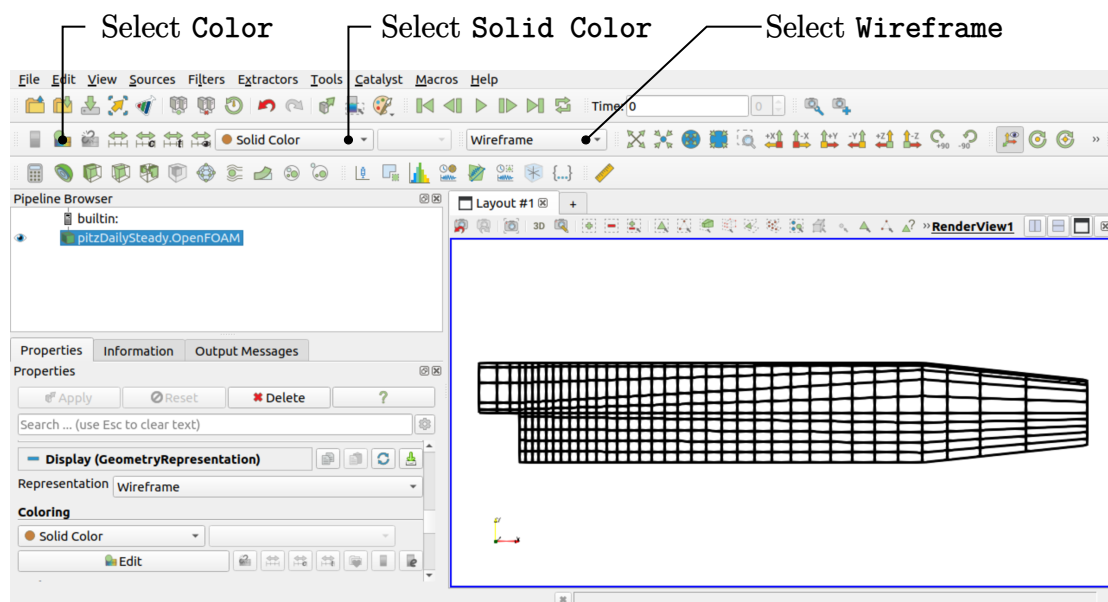 Select Color
Select Solid Color
Select Wireframe
File Edit View Sources Filters Extractors Tools Catalyst Macros Help
Time: 0
0
Solid Color
Wireframe
+X -X +Y -Y +Z -Z +90 -90
Pipeline Browser
builtin:
pitzDailySteady.OpenFOAM
Layout #1
+
3D
RenderView1
Properties Information Output Messages
Properties
Apply Reset Delete ?
Search ... (use Esc to clear text)
Display (GeometryRepresentation)
Representation Wireframe
Coloring
Solid Color
Edit